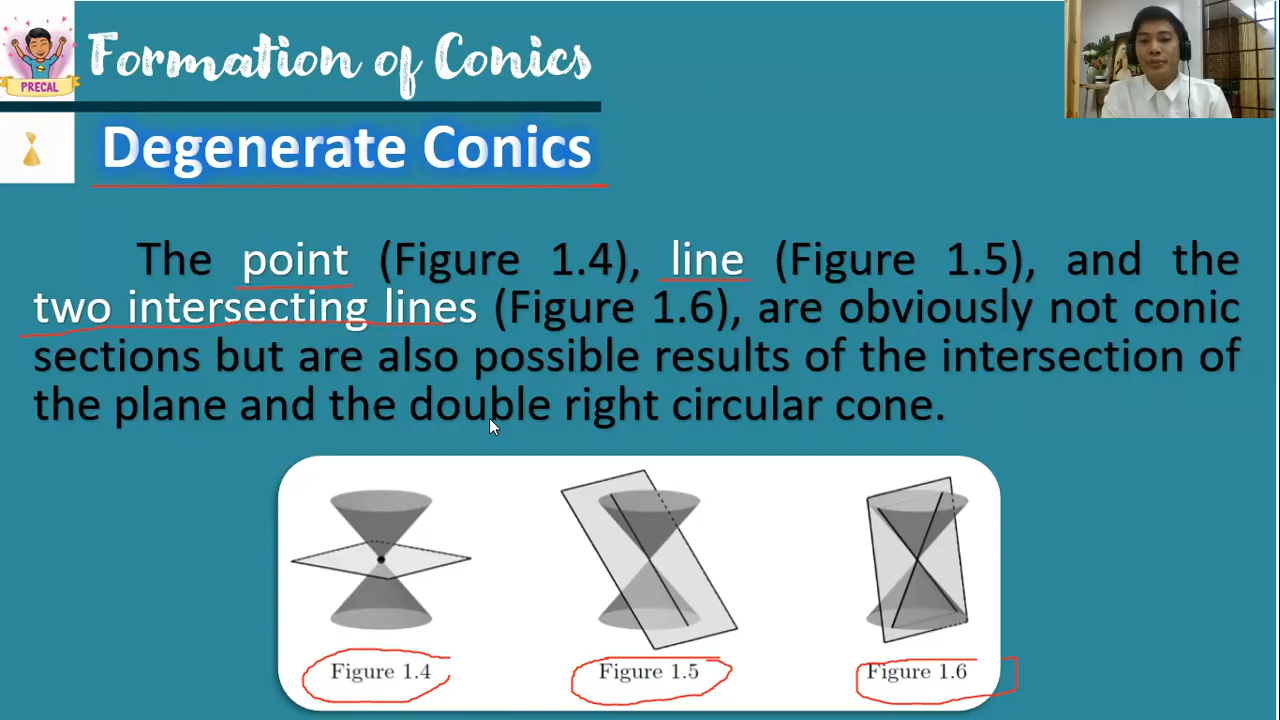 PRECAL
Formation of Conics
Degenerate Conics
The point (Figure 1.4), line (Figure 1.5), and the
two intersecting lines (Figure 1.6), are obviously not conic
sections but are also possible results of the intersection of
the plane and the double right circular cone.
Figure 1.4
Figure 1.5
Figure 1.6